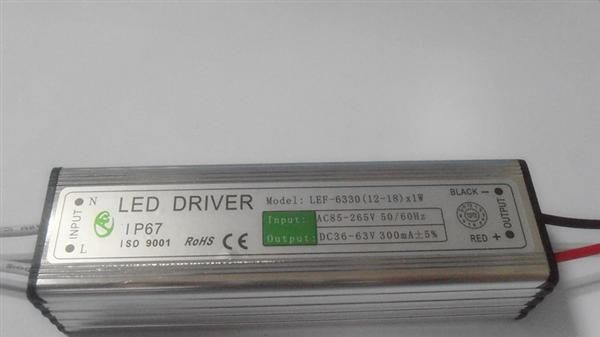 INPUT
N
L
LED DRIVER
IP67
ISO 9001 RoHS CE
Model: LEF-6330(12-18)x1W
Input: AC85-265V 50/60Hz
Output: DC36-63V 300mA±5%
BLACK −
RED +
OUTPUT